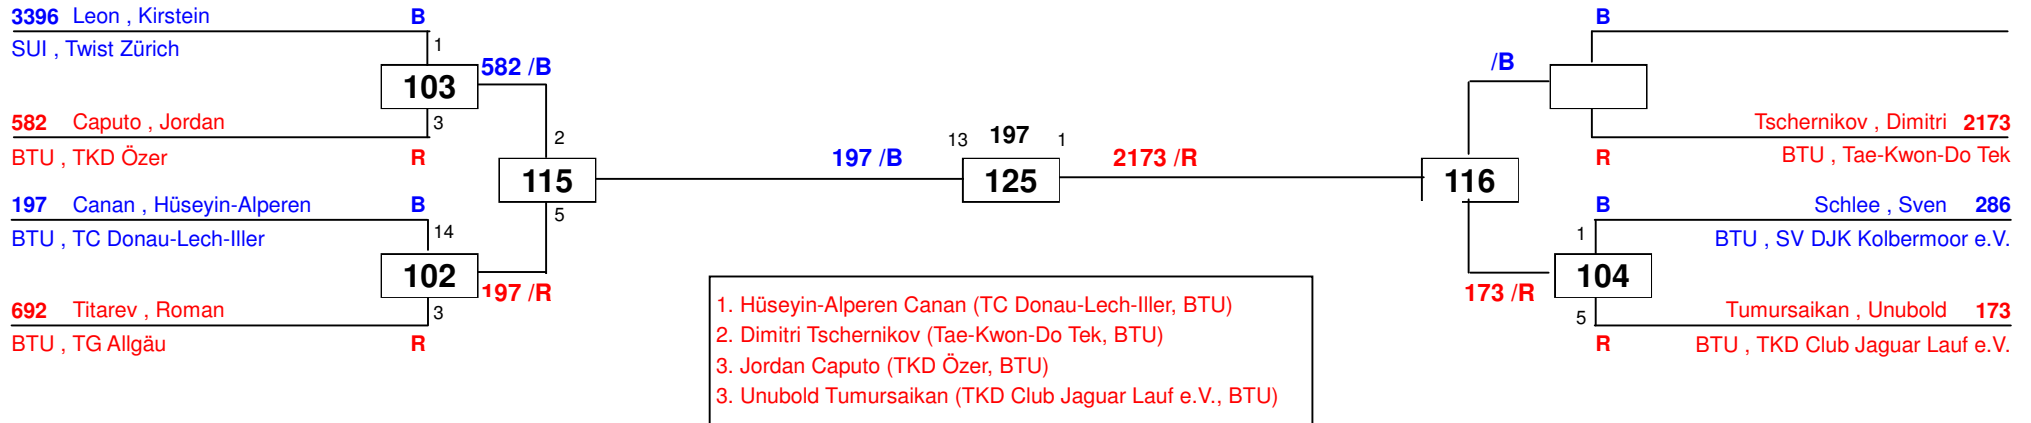 3396 Leon , Kirstein B
SUI , Twist Zürich
1
103
582 /B
582 Caputo , Jordan
3
BTU , TKD Özer R
2
115
5
197 Canan , Hüseyin-Alperen B
BTU , TC Donau-Lech-Iller
14
102
197 /R
692 Titarev , Roman
3
BTU , TG Allgäu R
197 /B
13 197 1
125
2173 /R
116
/B
B
Tschernikov , Dimitri 2173
R BTU , Tae-Kwon-Do Tek
B Schlee , Sven 286
1
BTU , SV DJK Kolbermoor e.V.
104
173 /R
5
Tumursaikan , Unubold 173
R BTU , TKD Club Jaguar Lauf e.V.
1. Hüseyin-Alperen Canan (TC Donau-Lech-Iller, BTU)
2. Dimitri Tschernikov (Tae-Kwon-Do Tek, BTU)
3. Jordan Caputo (TKD Özer, BTU)
3. Unubold Tumursaikan (TKD Club Jaguar Lauf e.V., BTU)